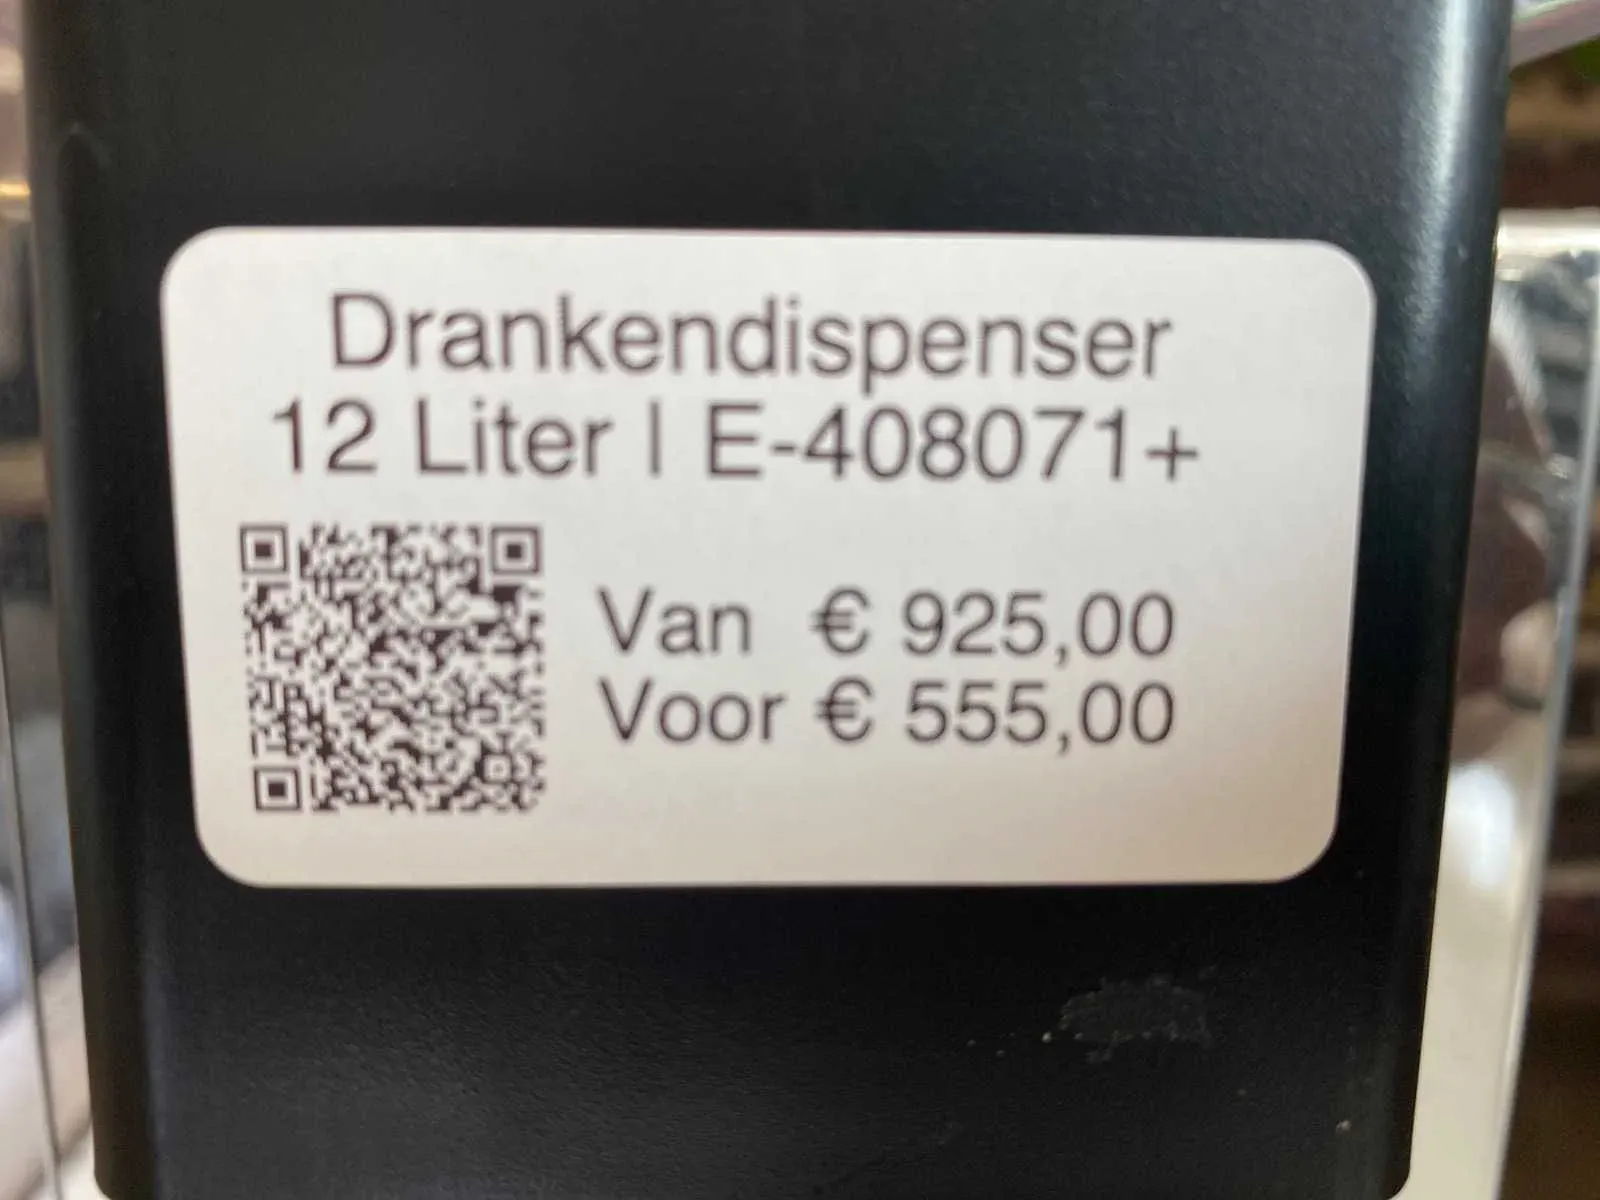 Drankendispenser
12 Liter | E-408071+
Van € 925,00
Voor € 555,00